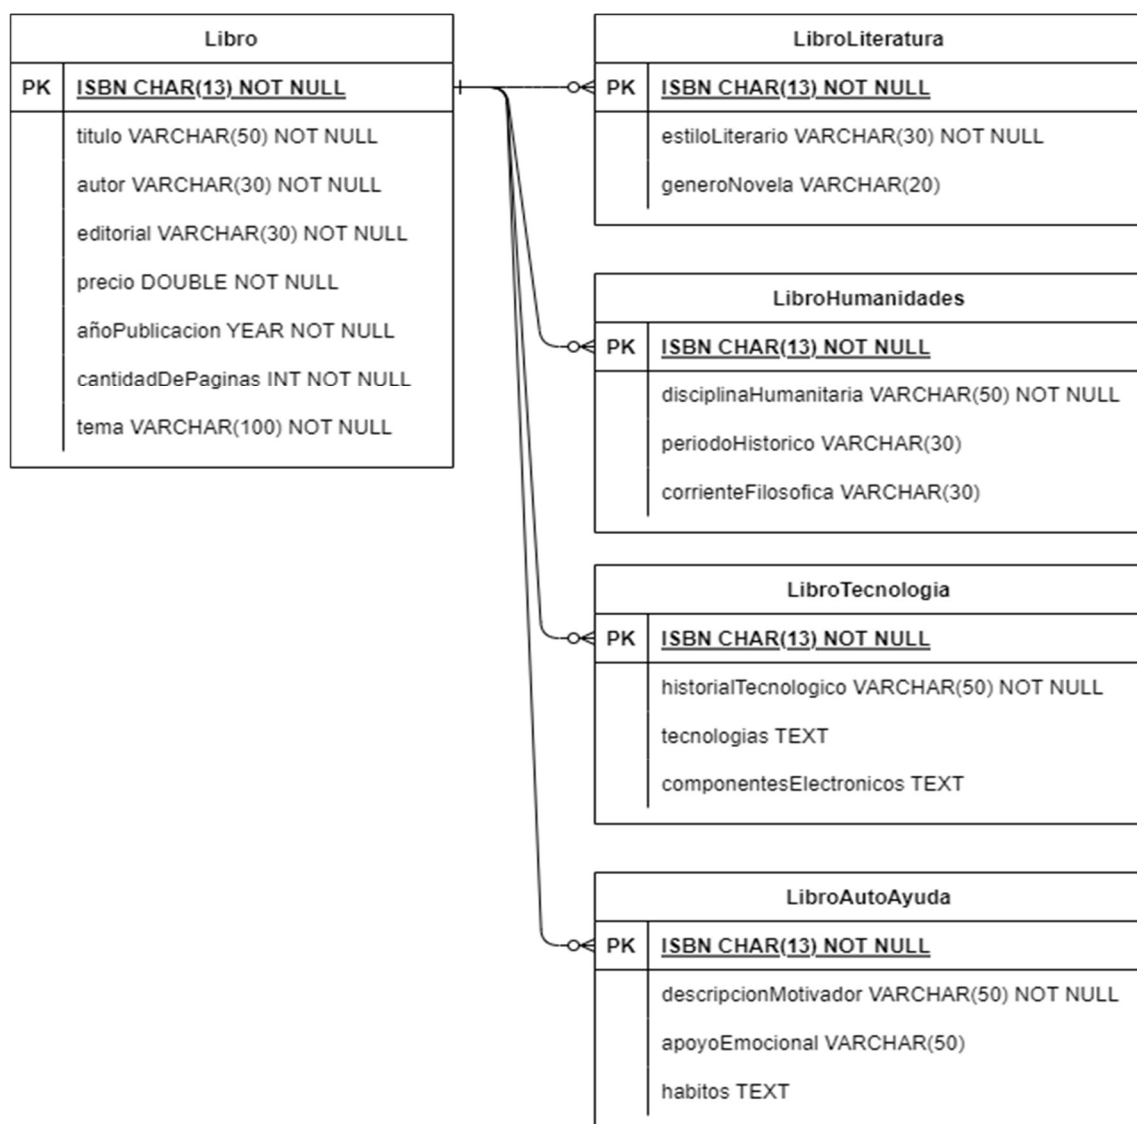 Libro
PK ISBN CHAR(13) NOT NULL
titulo VARCHAR(50) NOT NULL
autor VARCHAR(30) NOT NULL
editorial VARCHAR(30) NOT NULL
precio DOUBLE NOT NULL
añoPublicacion YEAR NOT NULL
cantidadDePaginas INT NOT NULL
tema VARCHAR(100) NOT NULL
LibroLiteratura
PK ISBN CHAR(13) NOT NULL
estiloLiterario VARCHAR(30) NOT NULL
generoNovela VARCHAR(20)
LibroHumanidades
PK ISBN CHAR(13) NOT NULL
disciplinaHumanitaria VARCHAR(50) NOT NULL
periodoHistorico VARCHAR(30)
corrienteFilosofica VARCHAR(30)
LibroTecnologia
PK ISBN CHAR(13) NOT NULL
historialTecnologico VARCHAR(50) NOT NULL
tecnologias TEXT
componentesElectronicos TEXT
LibroAutoAyuda
PK ISBN CHAR(13) NOT NULL
descripcionMotivador VARCHAR(50) NOT NULL
apoyoEmocional VARCHAR(50)
habitos TEXT